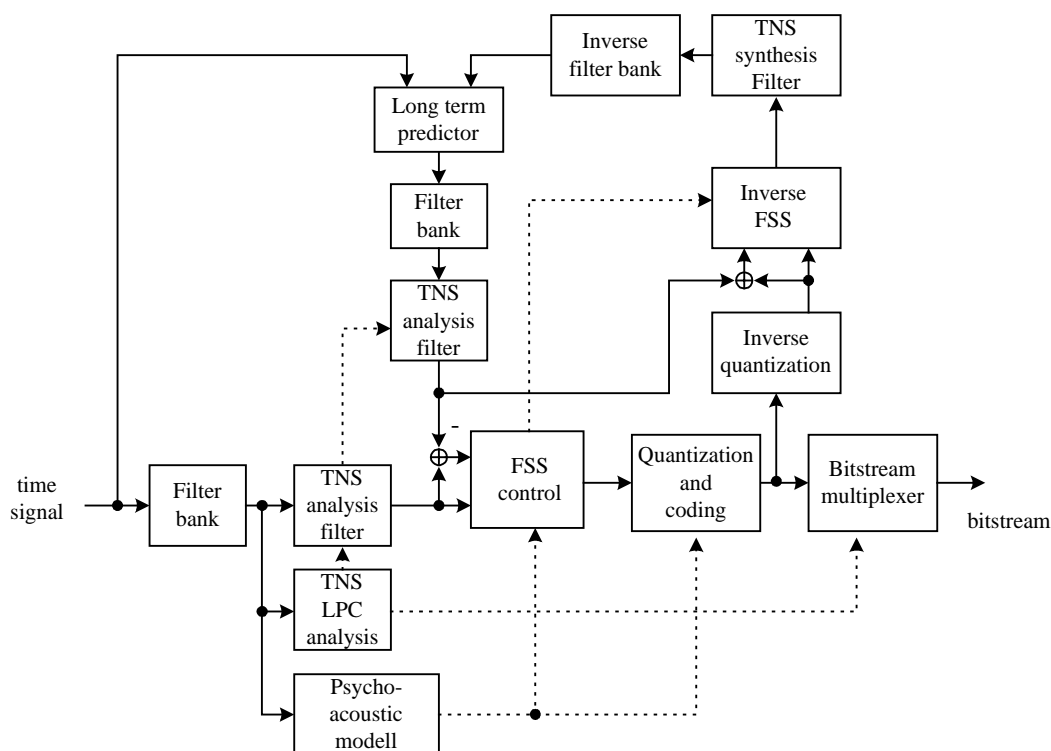 Inverse
filter bank
TNS
synthesis
Filter
Long term
predictor
Filter
bank
Inverse
FSS
TNS
analysis
filter
Inverse
quantization
-
time
signal
Filter
bank
TNS
analysis
filter
FSS
control
Quantization
and
coding
Bitstream
multiplexer
bitstream
TNS
LPC
analysis
Psycho-
acoustic
modell